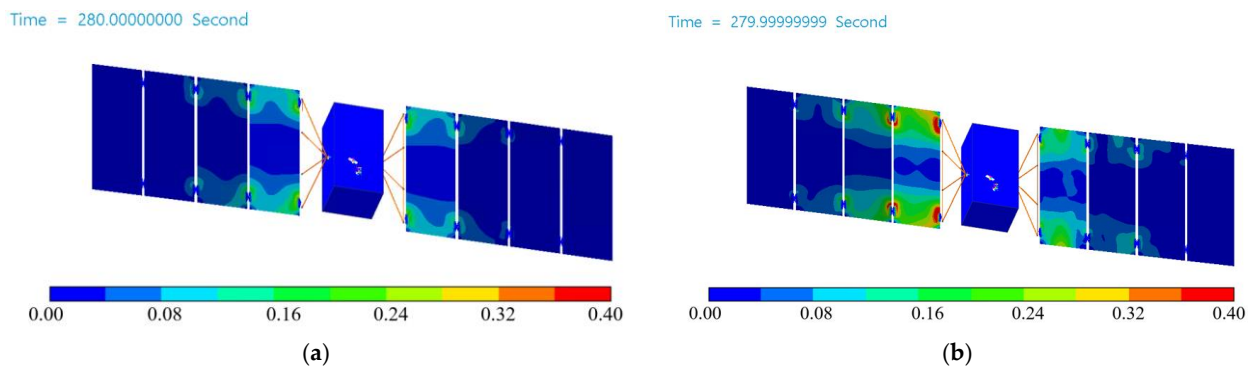 Time = 280.00000000 Second
Time = 279.99999999 Second
0.00 0.08 0.16 0.24 0.32 0.40
0.00 0.08 0.16 0.24 0.32 0.40
(a)
(b)